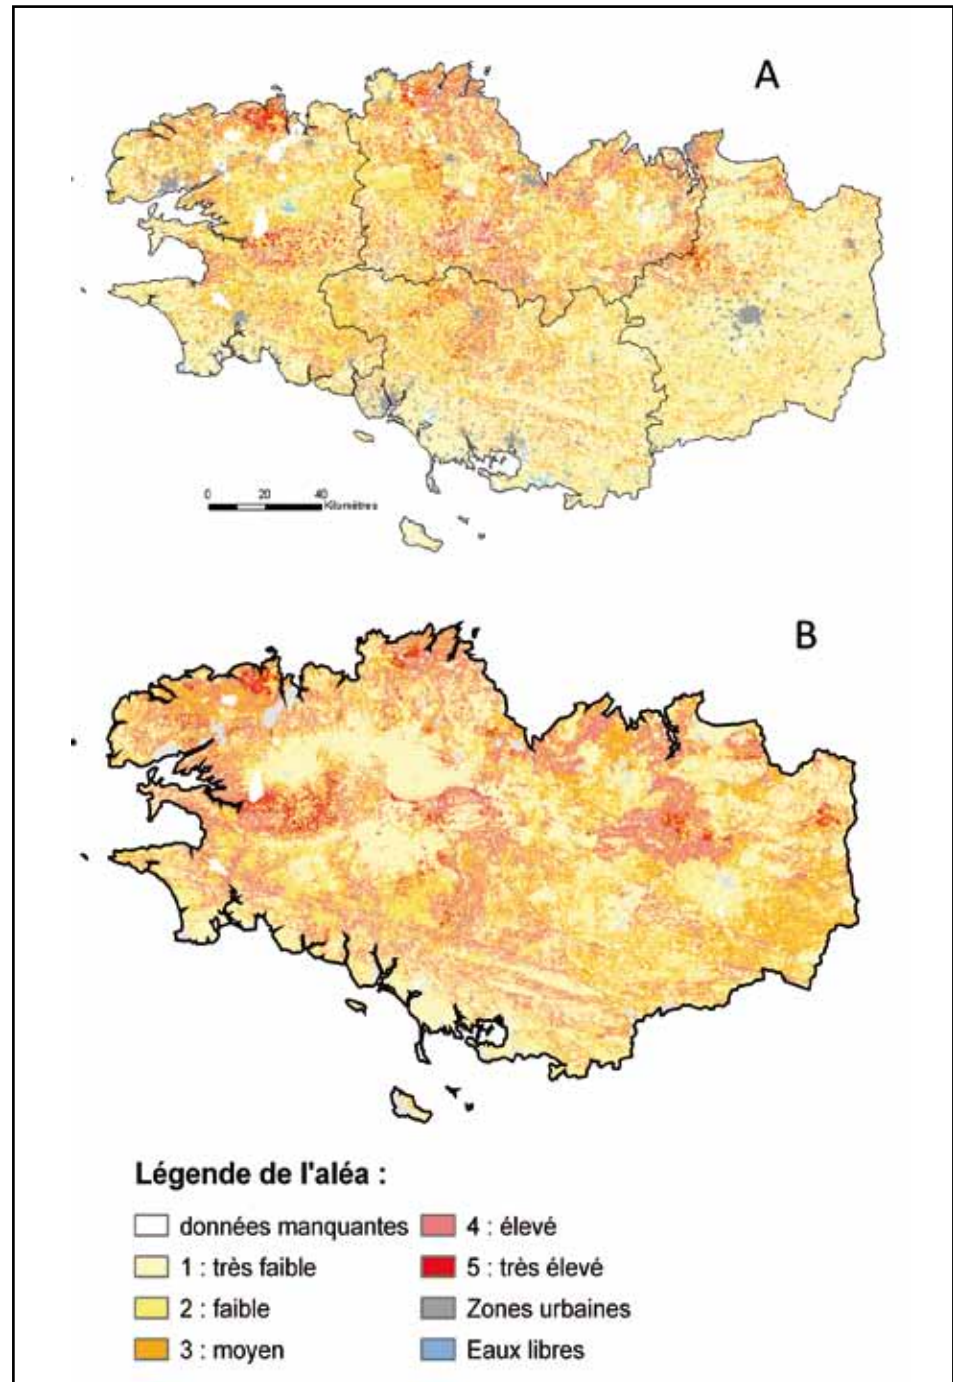 A
0 20 40
Kilomètres
B
Légende de l'aléa :
données manquantes
1 : très faible
2 : faible
3 : moyen
4 : élevé
5 : très élevé
Zones urbaines
Eaux libres